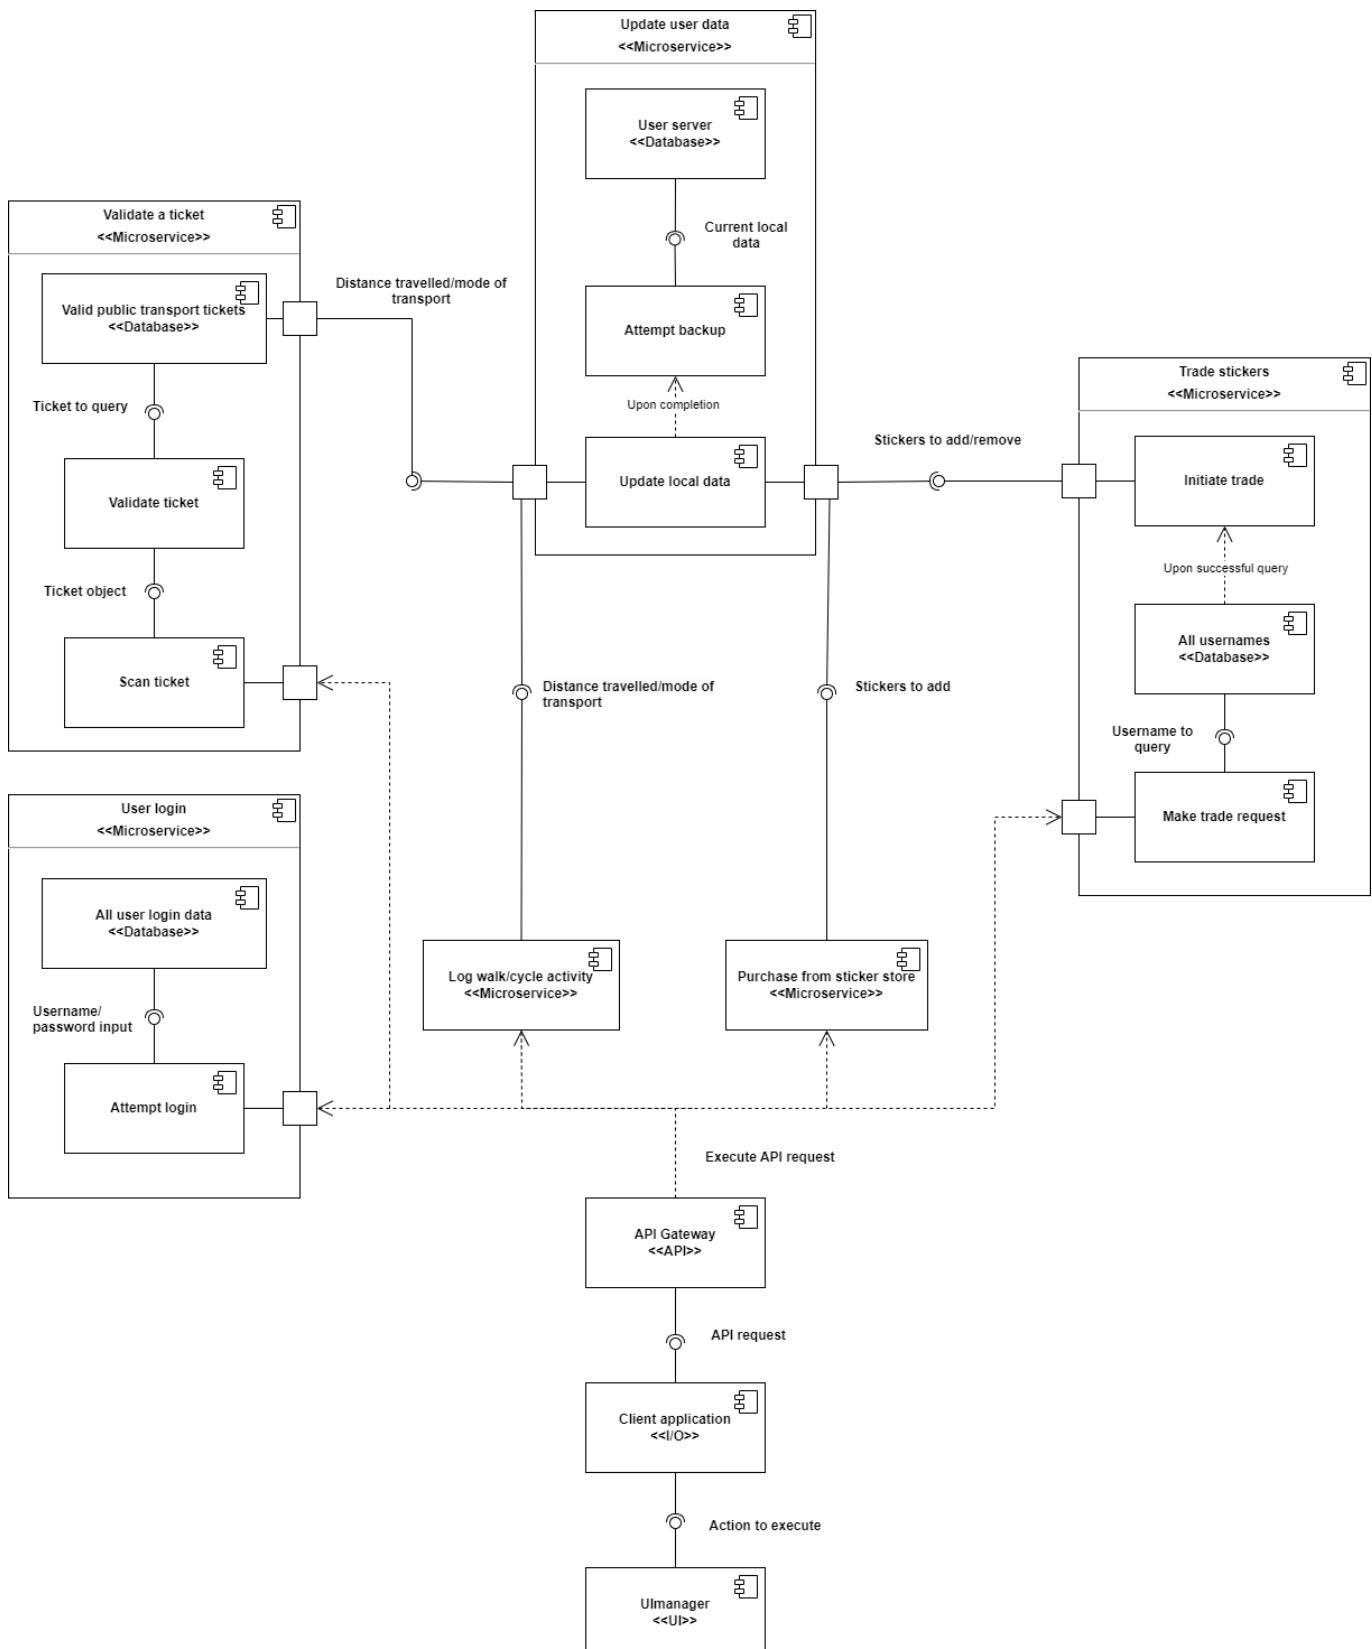 Update user data
<<Microservice>>
User server
<<Database>>
Current local
data
Attempt backup
Upon completion
Update local data
Validate a ticket
<<Microservice>>
Valid public transport tickets
<<Database>>
Ticket to query
Validate ticket
Ticket object
Scan ticket
Distance travelled/mode of
transport
Stickers to add/remove
Trade stickers
<<Microservice>>
Initiate trade
Upon successful query
All usernames
<<Database>>
Username to
query
Make trade request
Distance travelled/mode of
transport
Stickers to add
User login
<<Microservice>>
All user login data
<<Database>>
Username/
password input
Attempt login
Log walk/cycle activity
<<Microservice>>
Purchase from sticker store
<<Microservice>>
Execute API request
API Gateway
<<API>>
API request
Client application
<<I/O>>
Action to execute
UImanager
<<UI>>